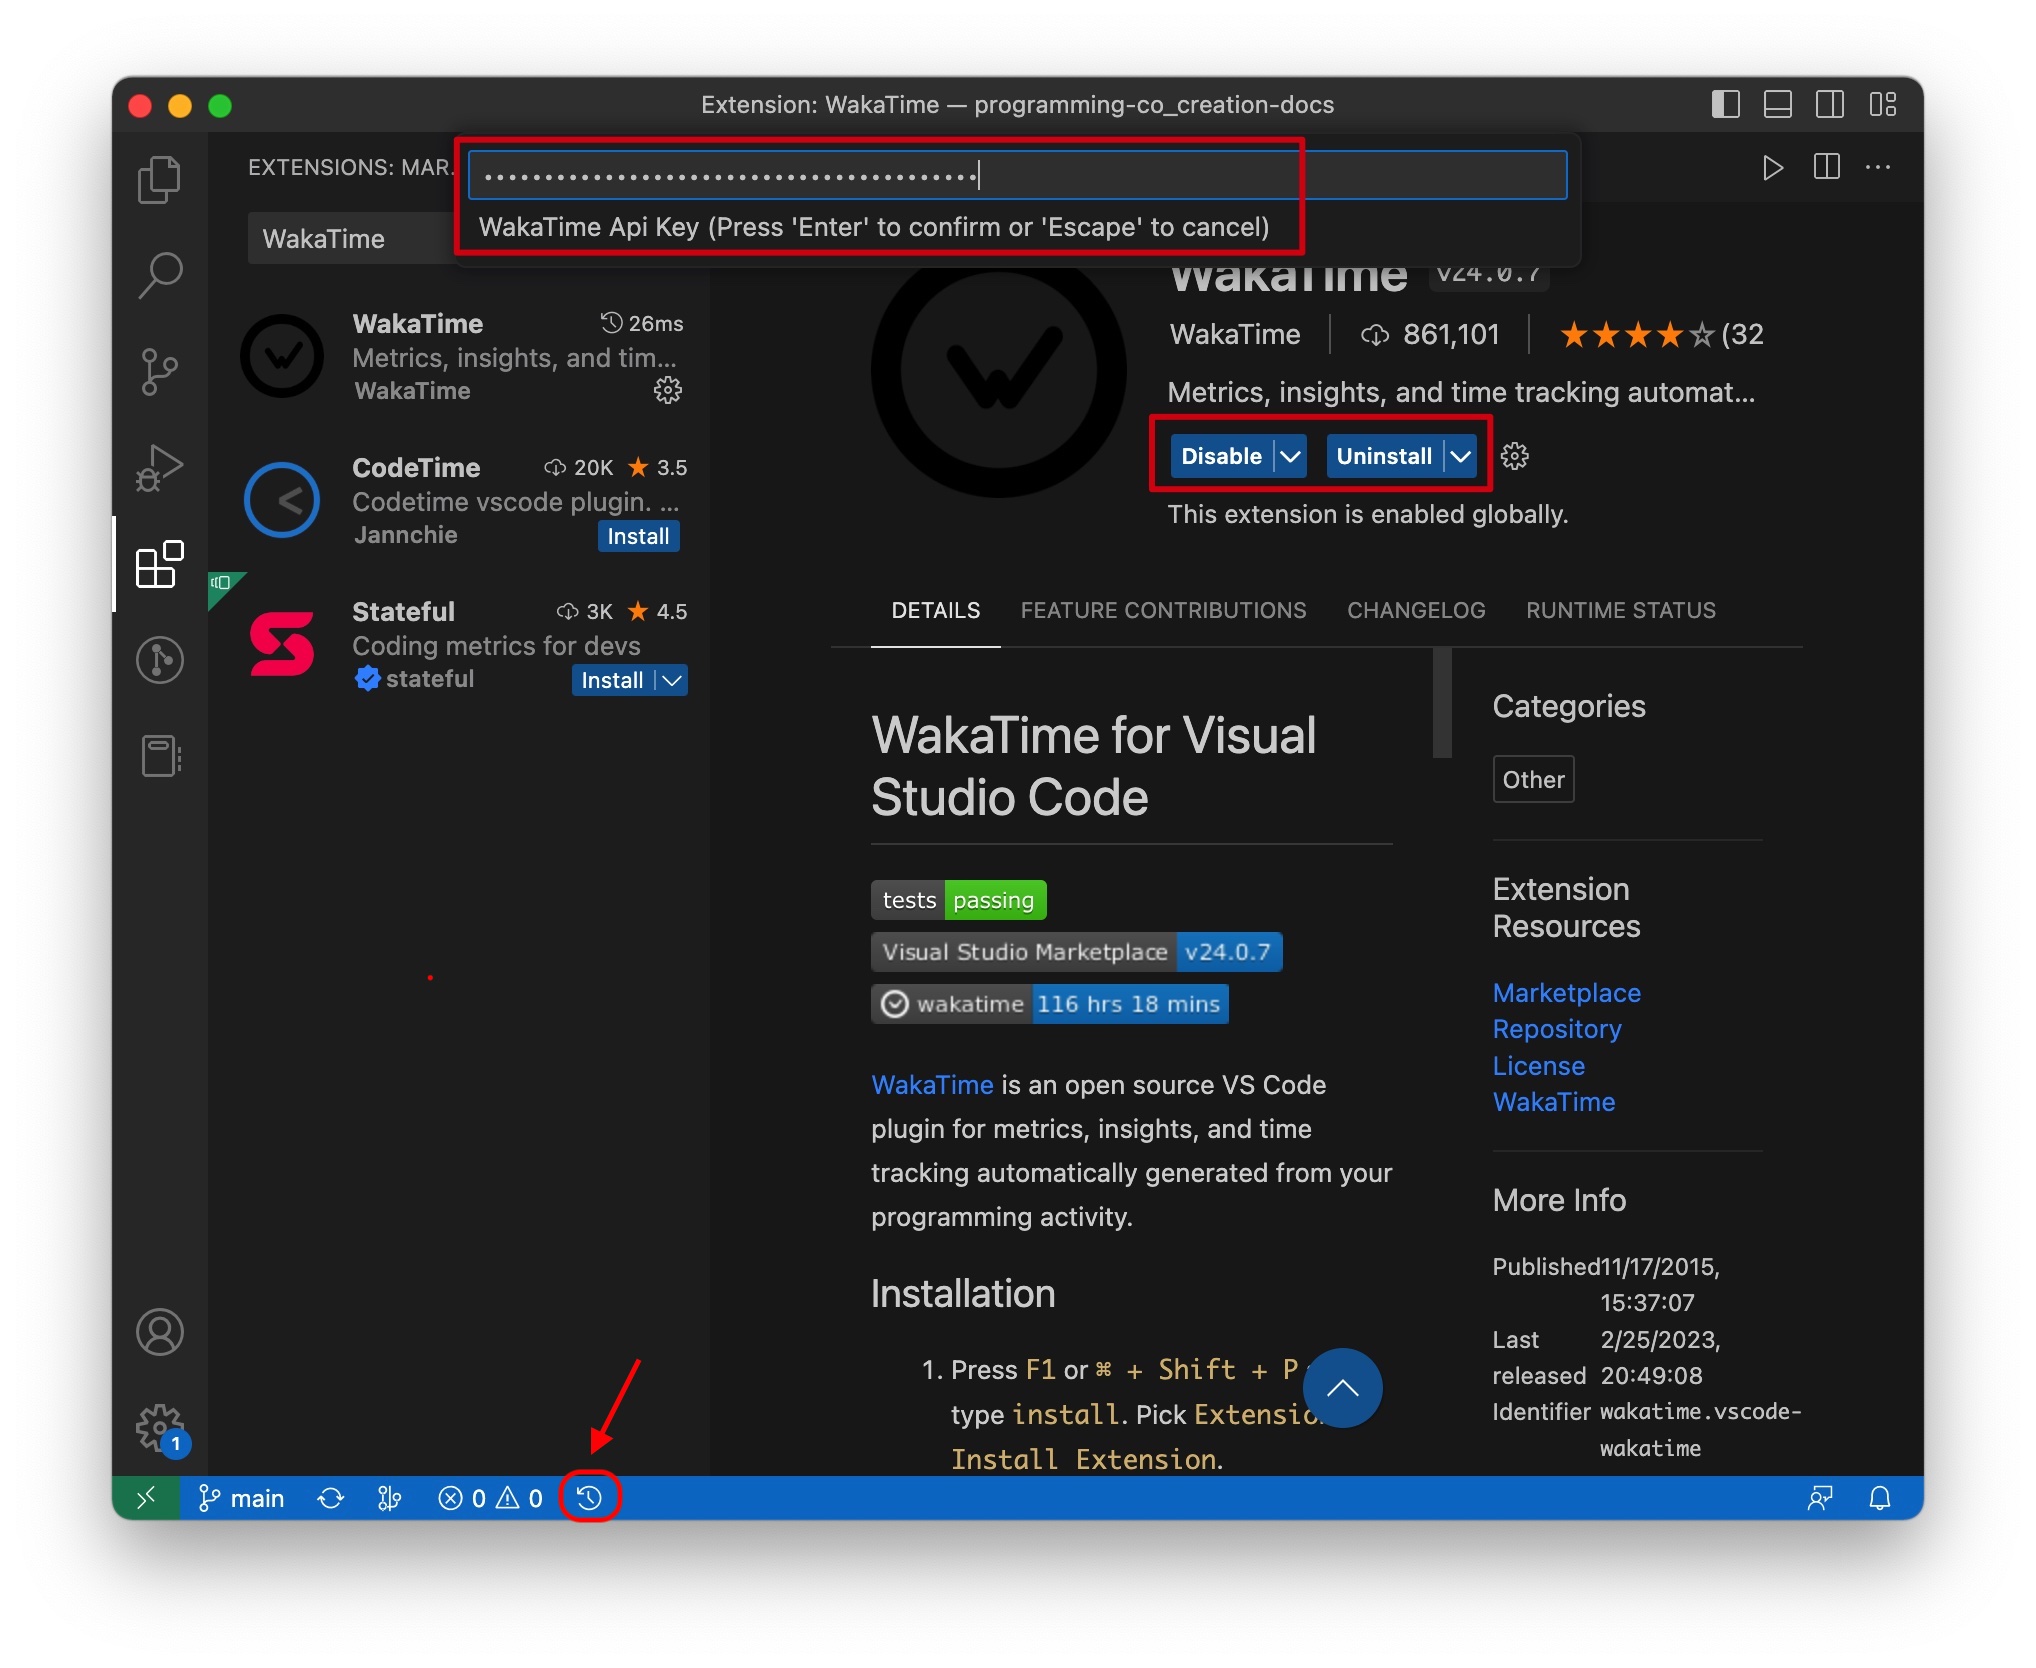 Extension: WakaTime — programming-co_creation-docs
EXTENSIONS: MAR...
••••••••••••••••••••••••••••••••••••••••
WakaTime Api Key (Press 'Enter' to confirm or 'Escape' to cancel)
WakaTime
WakaTime 26ms
Metrics, insights, and tim...
WakaTime
CodeTime 20K ★ 3.5
Codetime vscode plugin. ...
Jannchie Install
Stateful 3K ★ 4.5
Coding metrics for devs
stateful Install
WakaTime v24.0.7
WakaTime 861,101 ★★★★☆(32
Metrics, insights, and time tracking automat...
Disable Uninstall
This extension is enabled globally.
DETAILS FEATURE CONTRIBUTIONS CHANGELOG RUNTIME STATUS
WakaTime for Visual
Studio Code
tests passing
Visual Studio Marketplace v24.0.7
wakatime 116 hrs 18 mins
WakaTime is an open source VS Code
plugin for metrics, insights, and time
tracking automatically generated from your
programming activity.
Installation
1. Press F1 or ⌘ + Shift + P
type install. Pick
Install Extension.
Categories
Other
Extension
Resources
Marketplace
Repository
License
WakaTime
More Info
Published 11/17/2015,
15:37:07
Last 2/25/2023,
released 20:49:08
Identifier wakatime.vscode-
wakatime
1
main 0 0